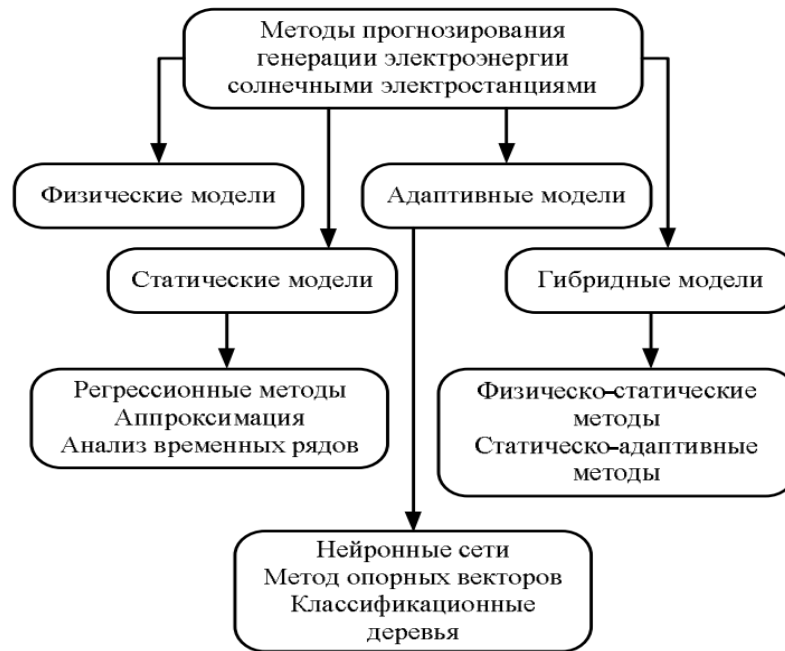 Методы прогнозирования
генерации электроэнергии
солнечными электростанциями
Физические модели
Адаптивные модели
Статические модели
Гибридные модели
Регрессионные методы
Аппроксимация
Анализ временных рядов
Физическо-статические
методы
Статическо-адаптивные
методы
Нейронные сети
Метод опорных векторов
Классификационные
деревья